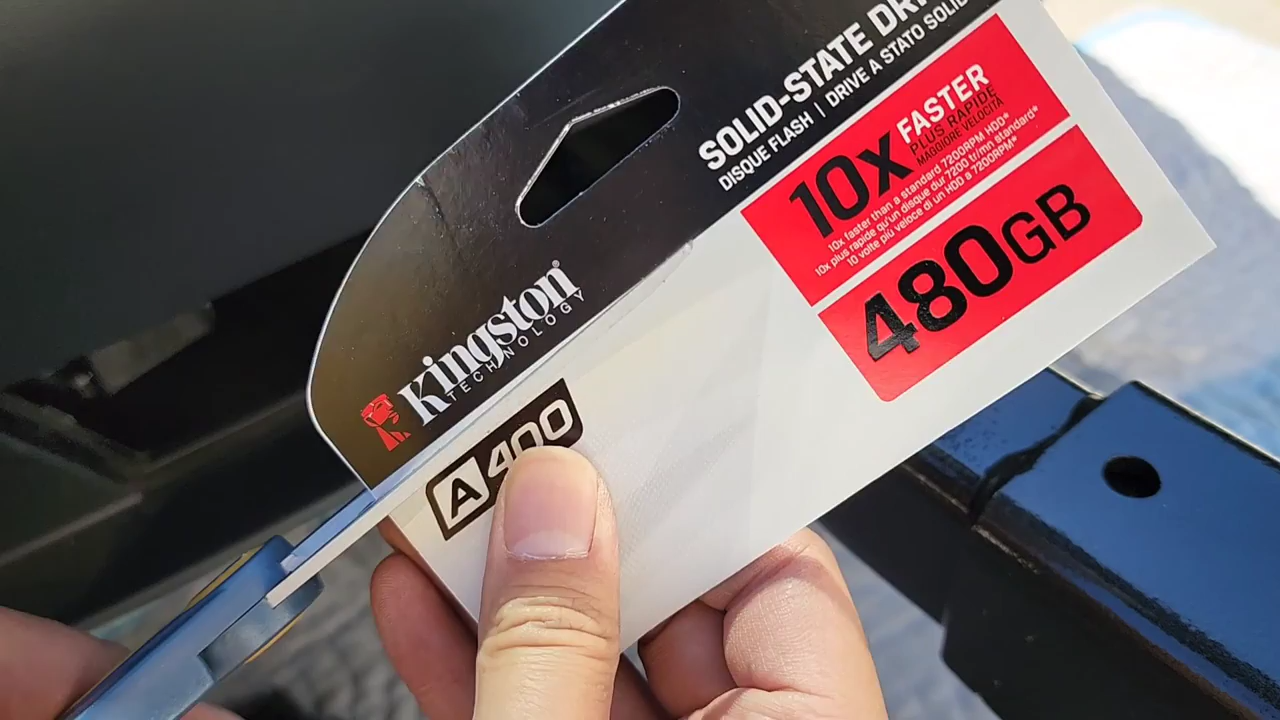 SOLID-STATE DRI
DISQUE FLASH | DRIVE A STATO SOLID
10x FASTER
PLUS RAPIDE
MAGGIORE VELOCITÀ
10x faster than a standard 7200RPM HDD*
10x plus rapide qu'un disque dur 7200 tr/mn standard*
10 volte più veloce di un HDD a 7200RPM*
480GB
Kingston®
TECHNOLOGY
A400